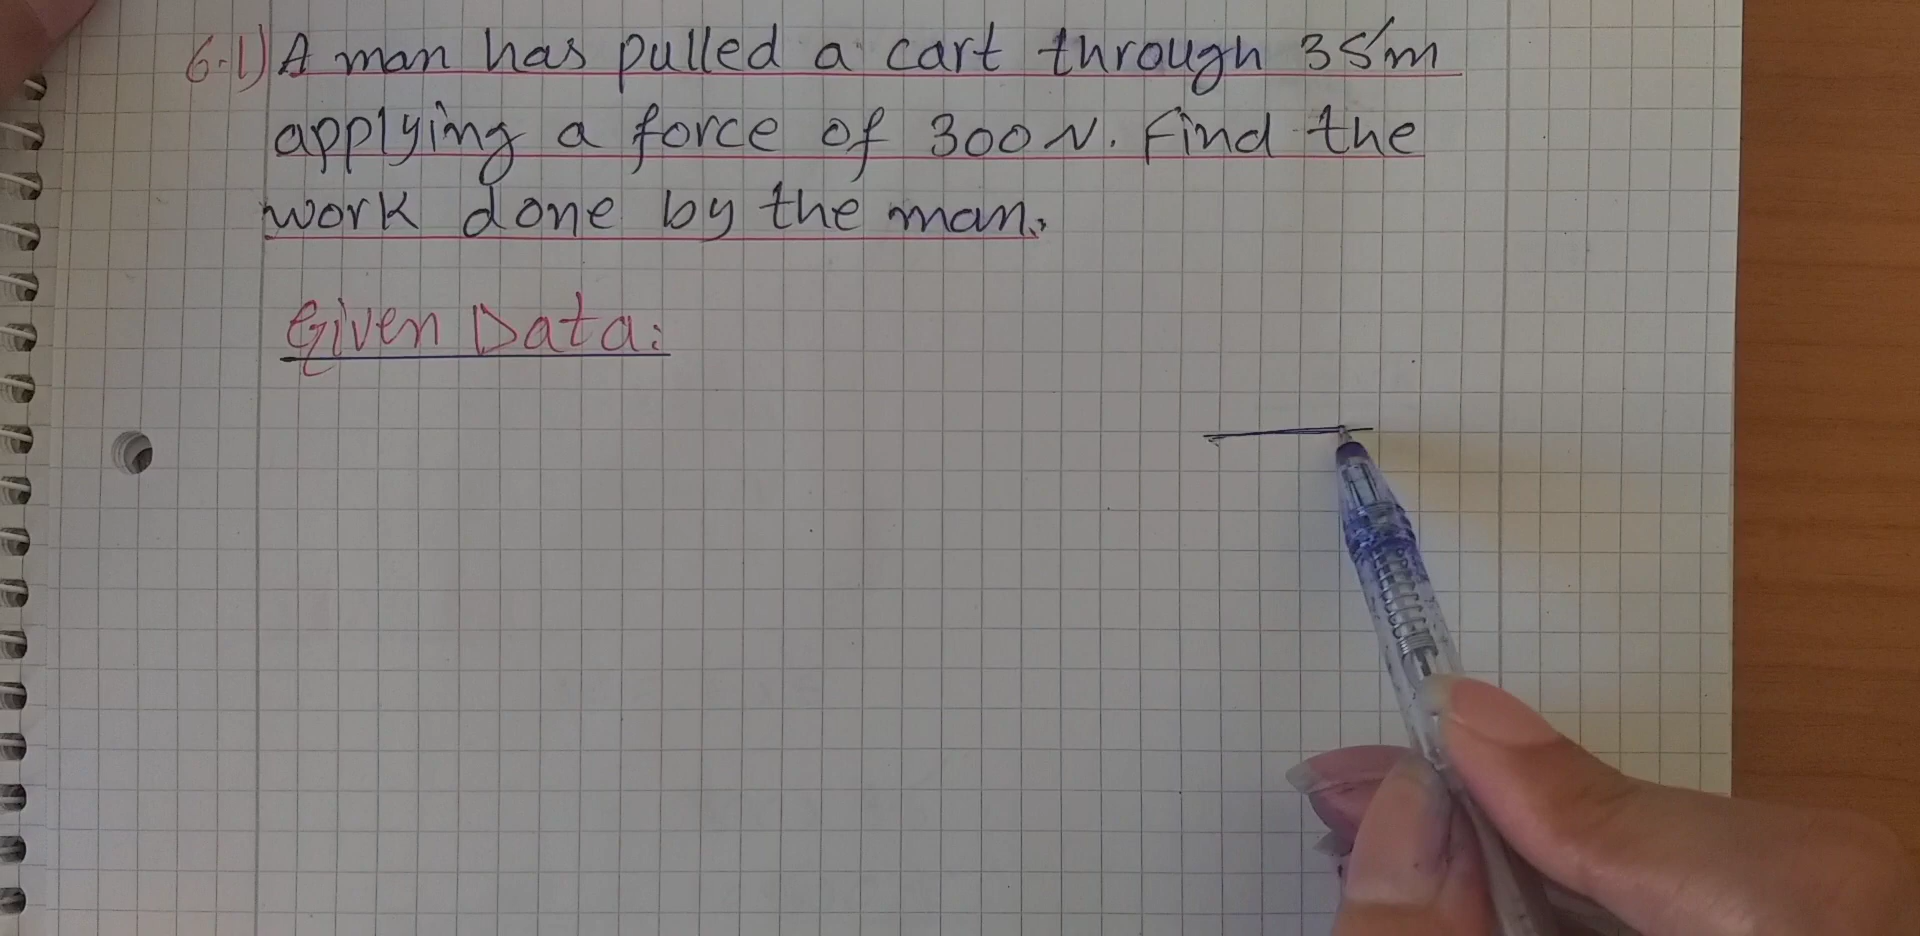 6.1) A man has pulled a cart through 35m
applying a force of 300N. Find the
work done by the man.
Given Data: